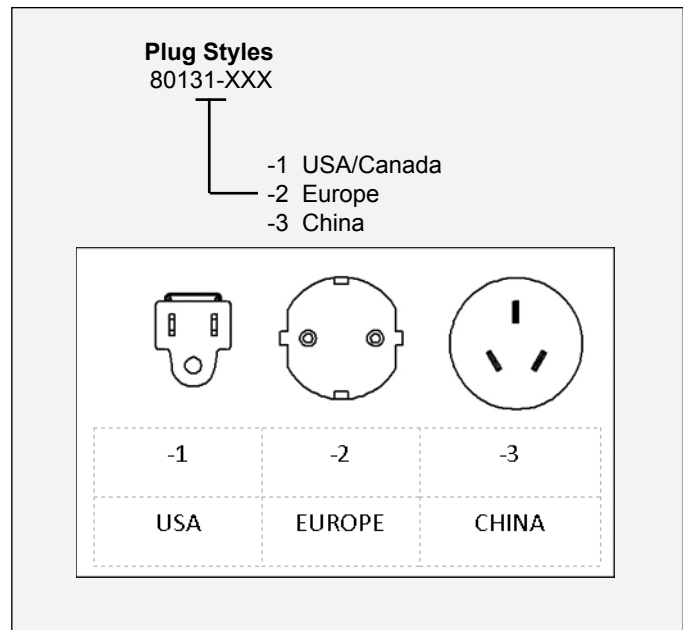 Plug Styles
80131-XXX
-1 USA/Canada
-2 Europe
-3 China
-1 -2 -3
USA EUROPE CHINA